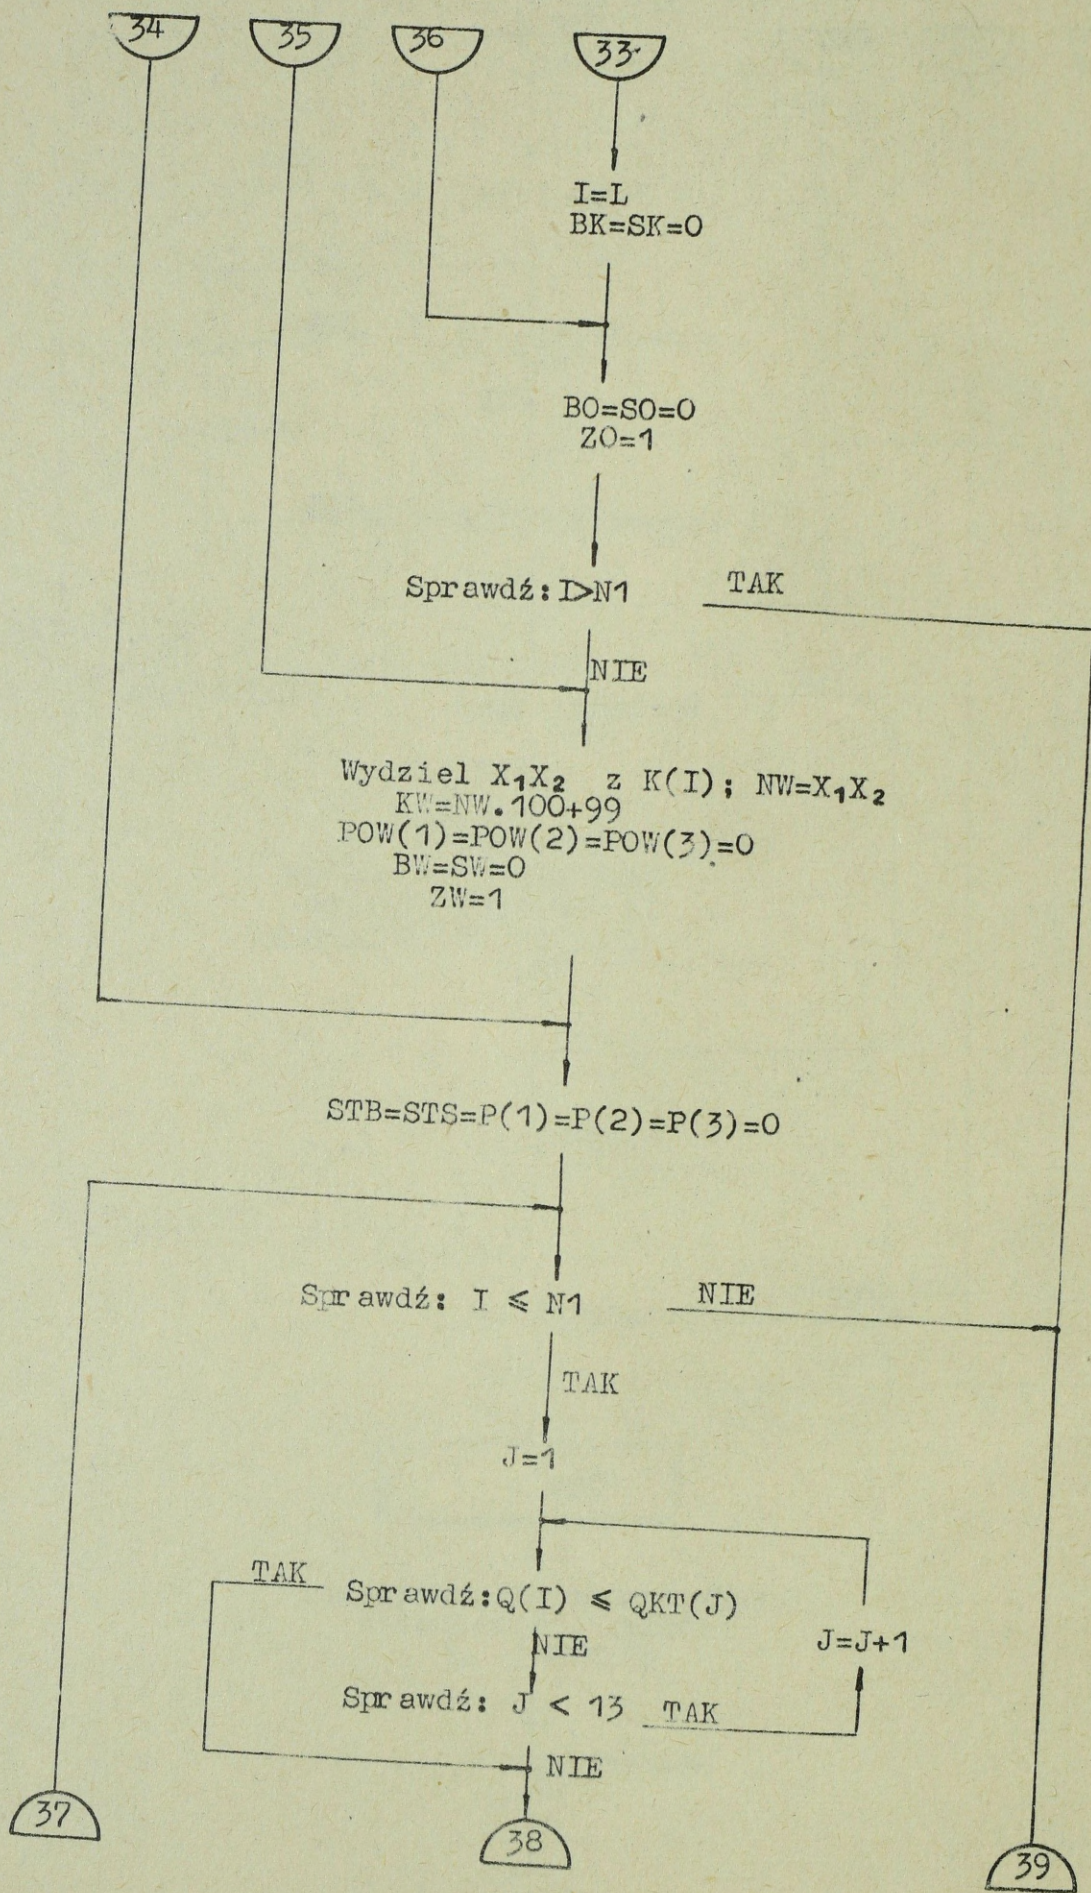 34 35 36 33
I=L
BK=SK=0
BO=SO=0
ZO=1
Sprawdź: I>N1 TAK
NIE
Wydziel X₁X₂ z K(I); NW=X₁X₂
KW=NW.100+99
POW(1)=POW(2)=POW(3)=0
BW=SW=0
ZW=1
STB=STS=P(1)=P(2)=P(3)=0
Sprawdź: I ⩽ N1 NIE
TAK
J=1
TAK Sprawdź:Q(I) ⩽ QKT(J)
NIE J=J+1
Sprawdź: J < 13 TAK
NIE
37 38 39